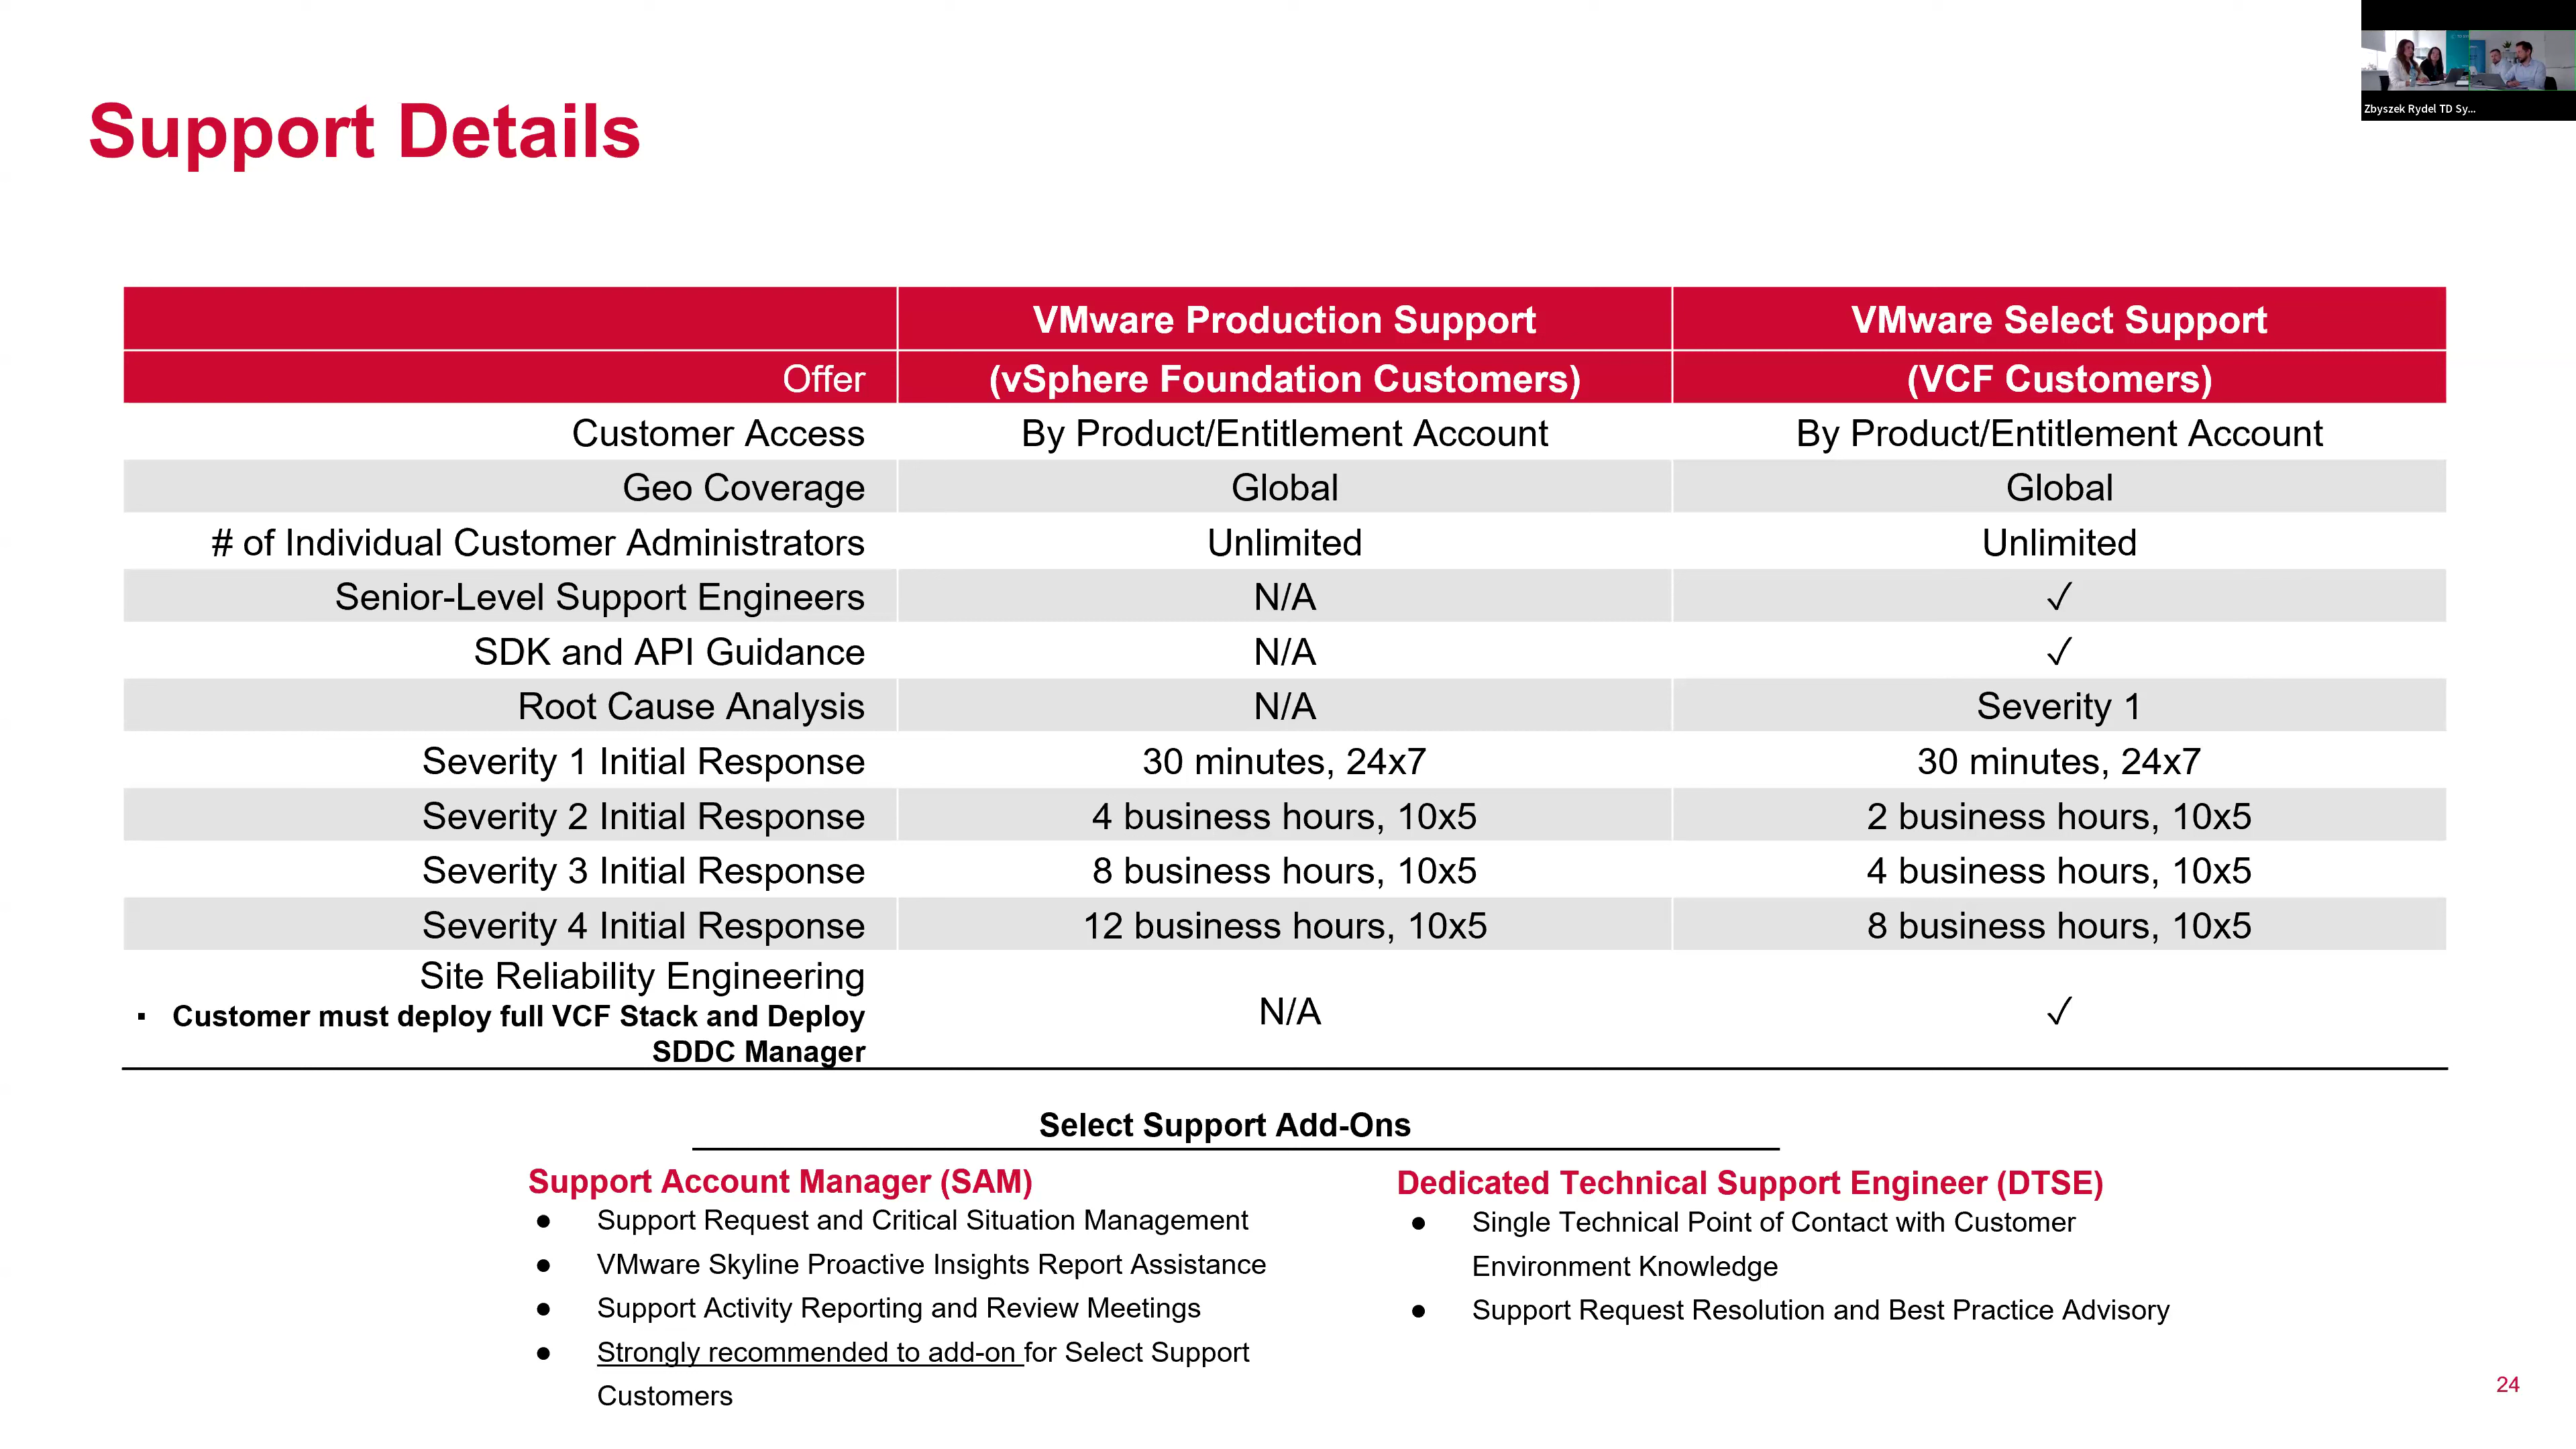 Zbyszek Rydel TD Sy...
Support Details
VMware Production Support VMware Select Support
Offer (vSphere Foundation Customers) (VCF Customers)
Customer Access By Product/Entitlement Account By Product/Entitlement Account
Geo Coverage Global Global
# of Individual Customer Administrators Unlimited Unlimited
Senior-Level Support Engineers N/A ✓
SDK and API Guidance N/A ✓
Root Cause Analysis N/A Severity 1
Severity 1 Initial Response 30 minutes, 24x7 30 minutes, 24x7
Severity 2 Initial Response 4 business hours, 10x5 2 business hours, 10x5
Severity 3 Initial Response 8 business hours, 10x5 4 business hours, 10x5
Severity 4 Initial Response 12 business hours, 10x5 8 business hours, 10x5
Site Reliability Engineering
▪ Customer must deploy full VCF Stack and Deploy
SDDC Manager
N/A ✓
Select Support Add-Ons
Support Account Manager (SAM)
● Support Request and Critical Situation Management
● VMware Skyline Proactive Insights Report Assistance
● Support Activity Reporting and Review Meetings
● Strongly recommended to add-on for Select Support
Customers
Dedicated Technical Support Engineer (DTSE)
● Single Technical Point of Contact with Customer
Environment Knowledge
● Support Request Resolution and Best Practice Advisory
24